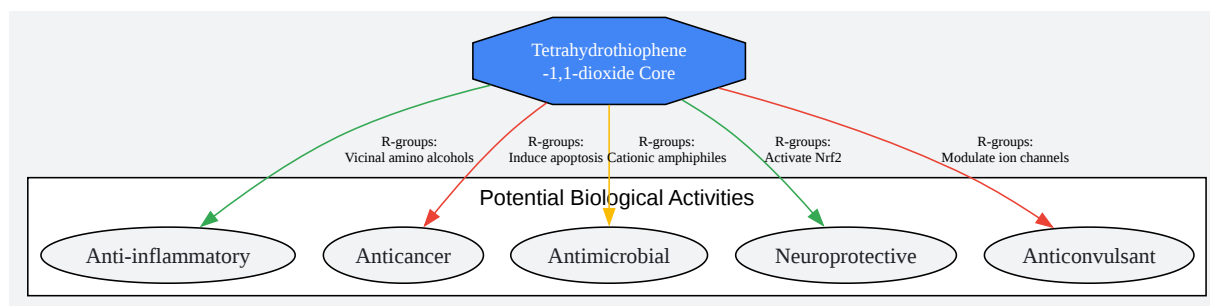 Tetrahydrothiophene
-1,1-dioxide Core
R-groups:
Vicinal amino alcohols
R-groups:
Induce apoptosis
R-groups:
Cationic amphiphiles
R-groups:
Activate Nrf2
R-groups:
Modulate ion channels
Potential Biological Activities
Anti-inflammatory
Anticancer
Antimicrobial
Neuroprotective
Anticonvulsant